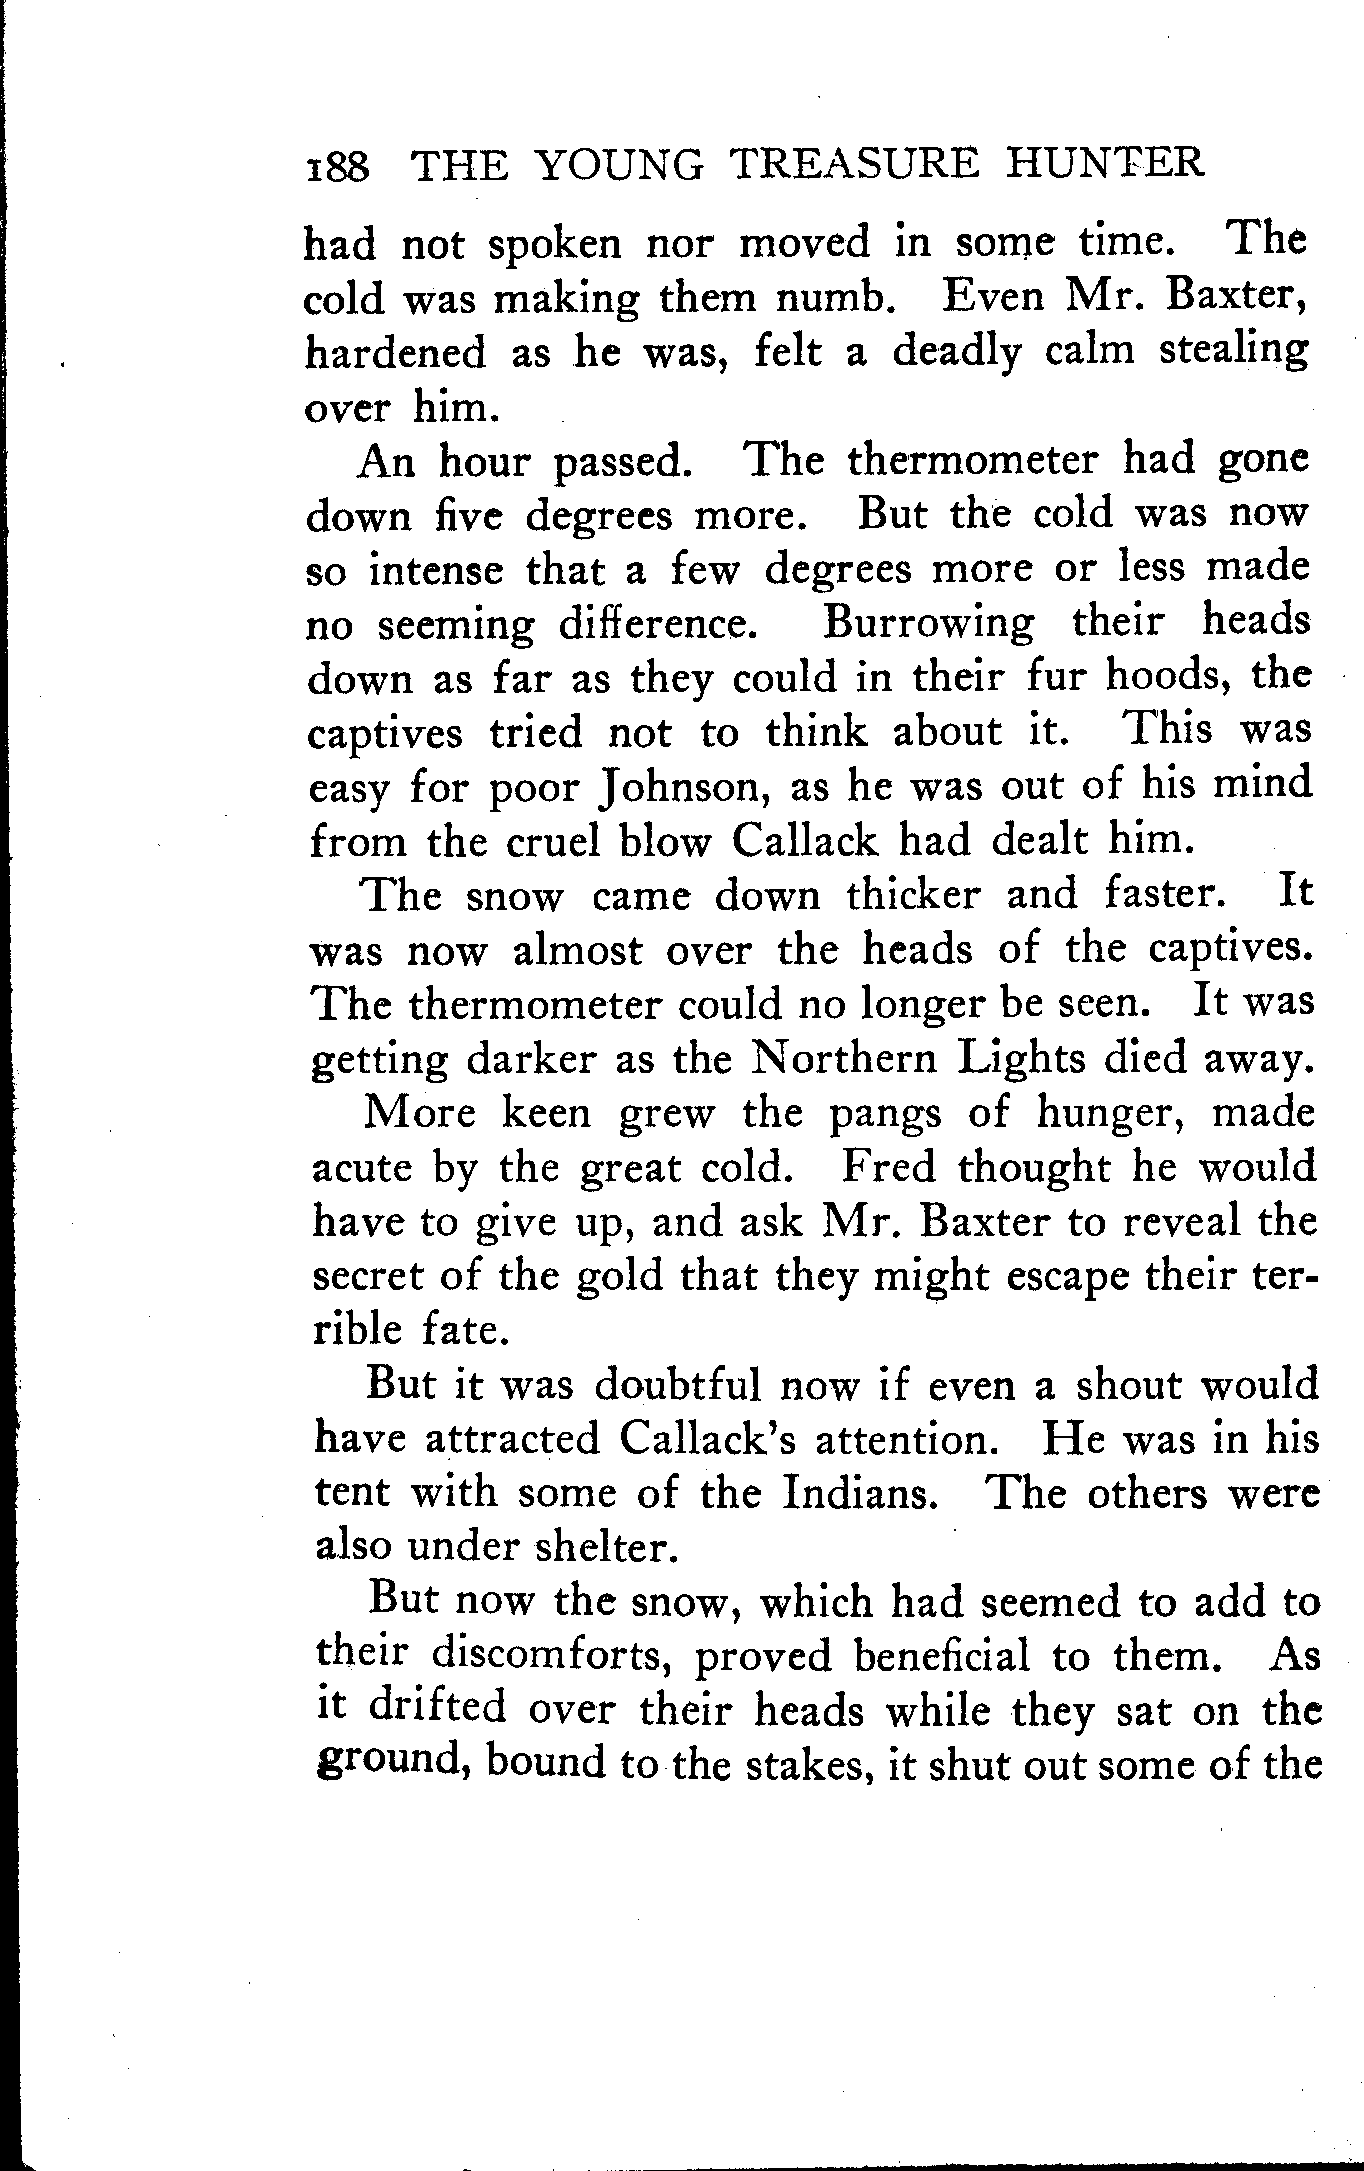 188 THE YOUNG TREASURE HUNTER
had not spoken nor moved in some time. The
cold was making them numb. Even Mr. Baxter,
hardened as he was, felt a deadly calm stealing
over him.
An hour passed. The thermometer had gone
down five degrees more. But the cold was now
so intense that a few degrees more or less made
no seeming difference. Burrowing their heads
down as far as they could in their fur hoods, the
captives tried not to think about it. This was
easy for poor Johnson, as he was out of his mind
from the cruel blow Callack had dealt him.
The snow came down thicker and faster. It
was now almost over the heads of the captives.
The thermometer could no longer be seen. It was
getting darker as the Northern Lights died away.
More keen grew the pangs of hunger, made
acute by the great cold. Fred thought he would
have to give up, and ask Mr. Baxter to reveal the
secret of the gold that they might escape their ter-
rible fate.
But it was doubtful now if even a shout would
have attracted Callack's attention. He was in his
tent with some of the Indians. The others were
also under shelter.
But now the snow, which had seemed to add to
their discomforts, proved beneficial to them. As
it drifted over their heads while they sat on the
ground, bound to the stakes, it shut out some of the